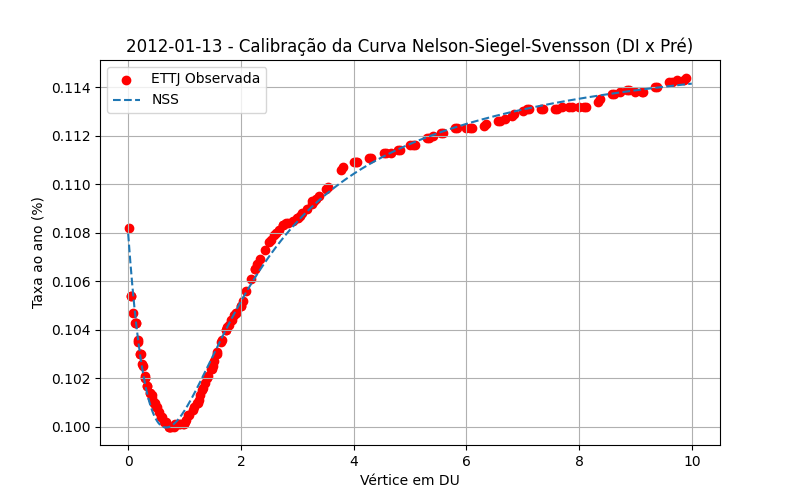 2012-01-13 - Calibração da Curva Nelson-Siegel-Svensson (DI x Pré)
ETTJ Observada
NSS
Taxa ao ano (%)
0.114
0.112
0.110
0.108
0.106
0.104
0.102
0.100
0 2 4 6 8 10
Vértice em DU